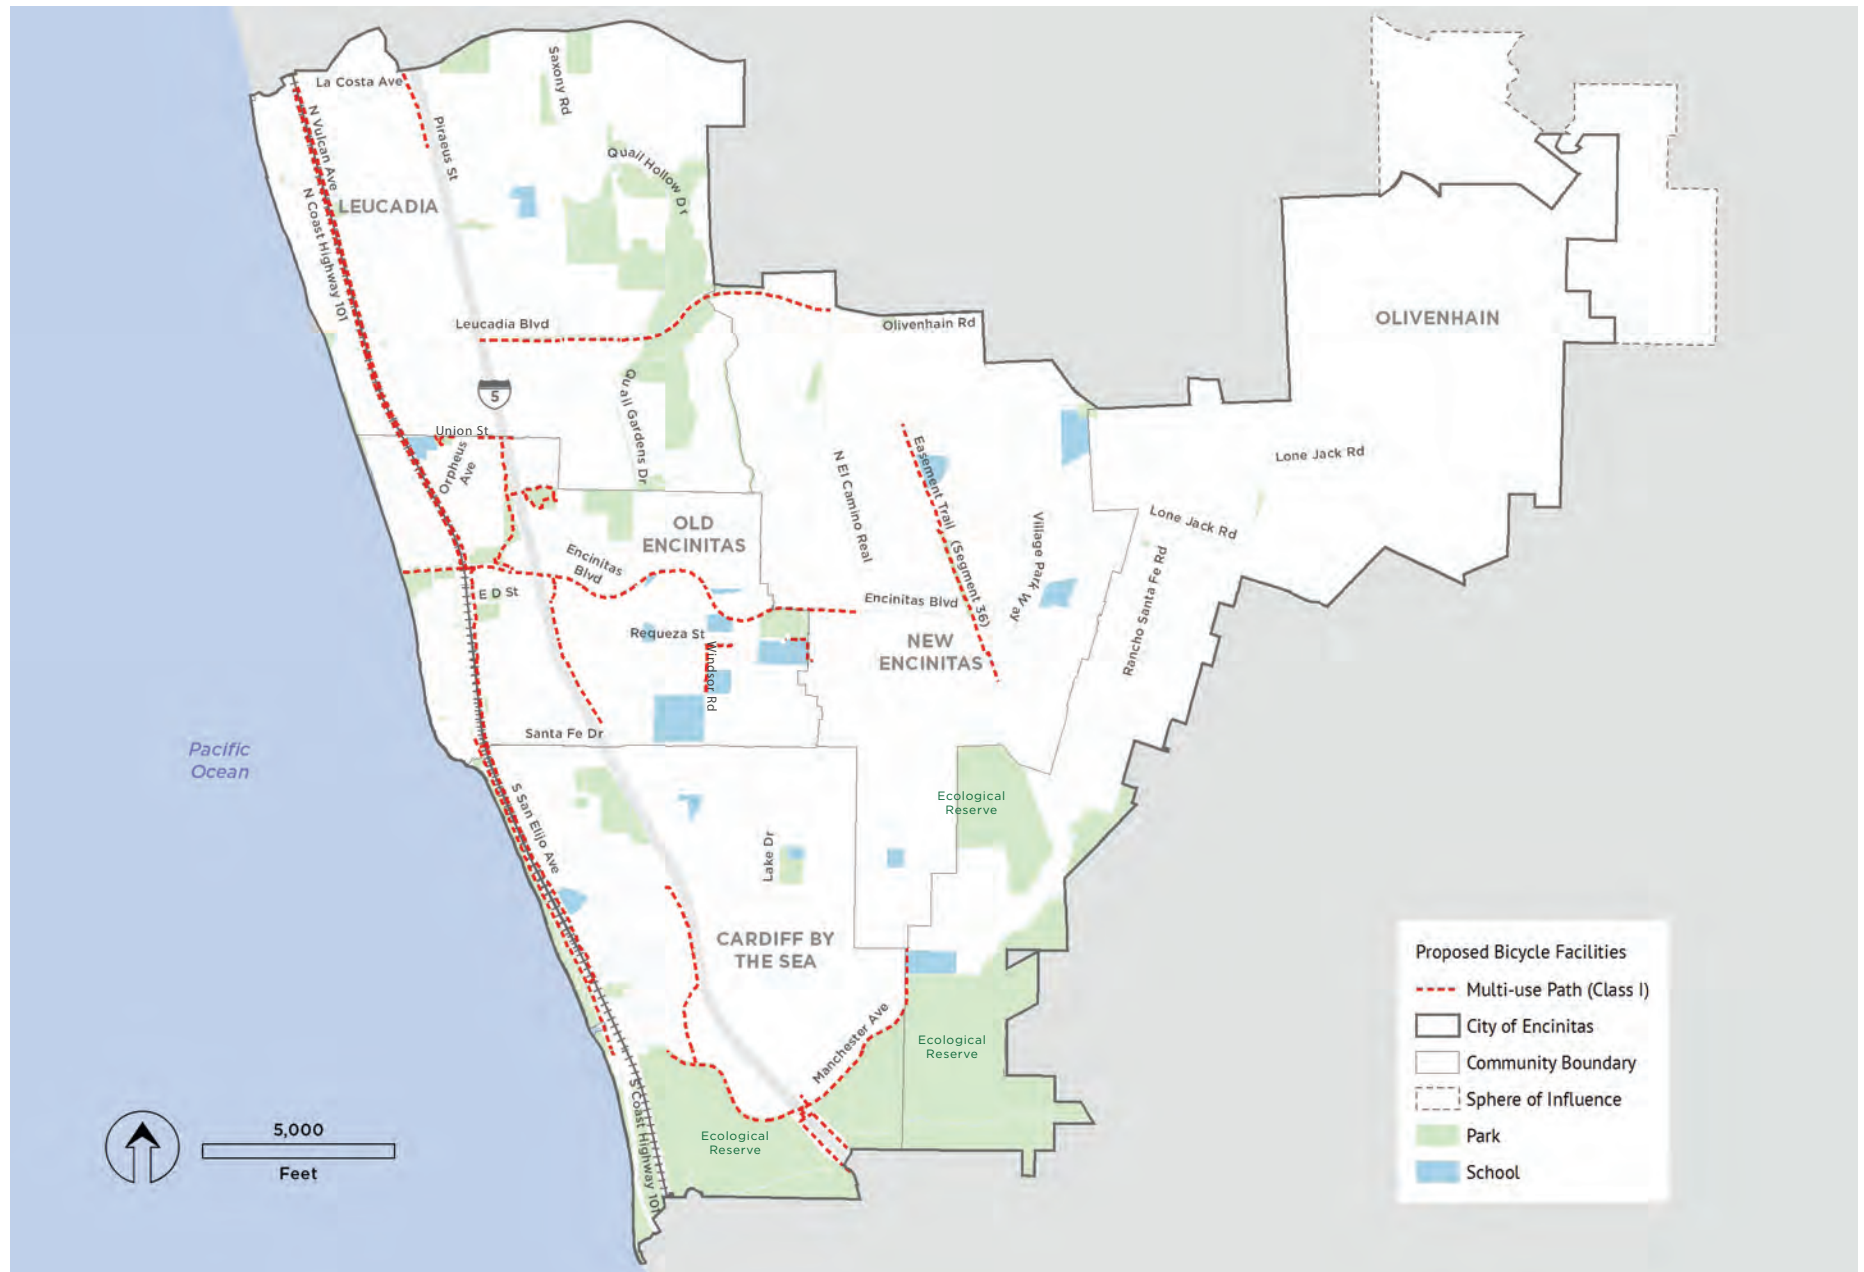 La Costa Ave
Saxony Rd
N Vulcan Ave
Piraeus St
Quail Hollow Dr
LEUCADIA
N Coast Highway 101
Leucadia Blvd
Olivenhain Rd
OLIVENHAIN
5
Quail Gardens Dr
Union St
Orpheus
Ave
Easement Trail (Segment 36)
N El Camino Real
Lone Jack Rd
Lone Jack Rd
OLD
ENCINITAS
Village Park Way
Rancho Santa Fe Rd
Encinitas
Blvd
E D St
Encinitas Blvd
Requeza St
Windsor Rd
NEW
ENCINITAS
Santa Fe Dr
Pacific
Ocean
S San Elijo Ave
Ecological
Reserve
Lake Dr
CARDIFF BY
THE SEA
Manchester Ave
Ecological
Reserve
S Coast Highway 101
Ecological
Reserve
5,000
Feet
Proposed Bicycle Facilities
Multi-use Path (Class I)
City of Encinitas
Community Boundary
Sphere of Influence
Park
School